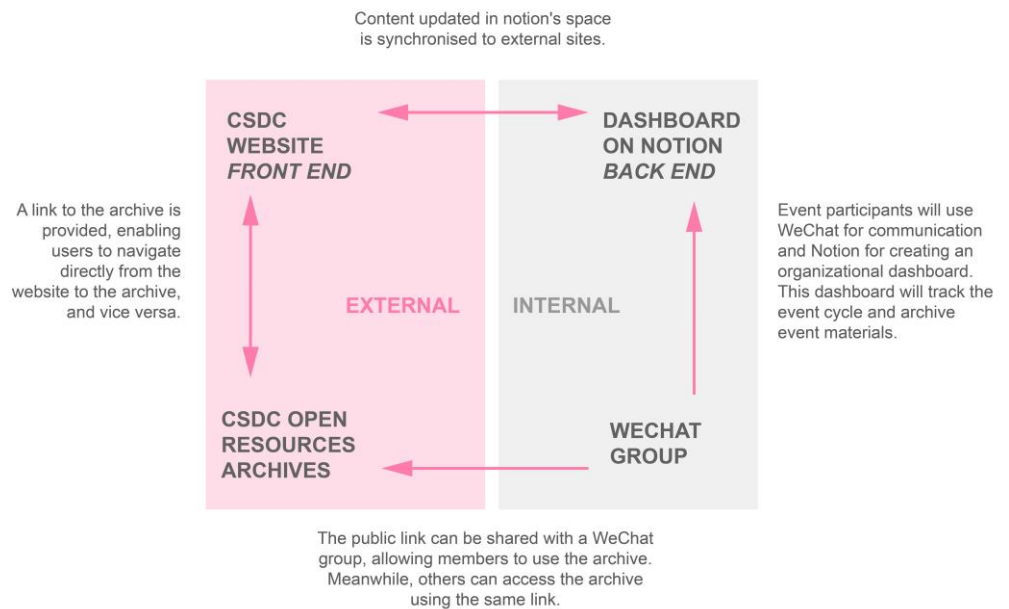 Content updated in notion's space
is synchronised to external sites.
CSDC
WEBSITE
FRONT END
DASHBOARD
ON NOTION
BACK END
A link to the archive is
provided, enabling
users to navigate
directly from the
website to the archive,
and vice versa.
EXTERNAL
INTERNAL
Event participants will use
WeChat for communication
and Notion for creating an
organizational dashboard.
This dashboard will track the
event cycle and archive
event materials.
CSDC OPEN
RESOURCES
ARCHIVES
WECHAT
GROUP
The public link can be shared with a WeChat
group, allowing members to use the archive.
Meanwhile, others can access the archive
using the same link.